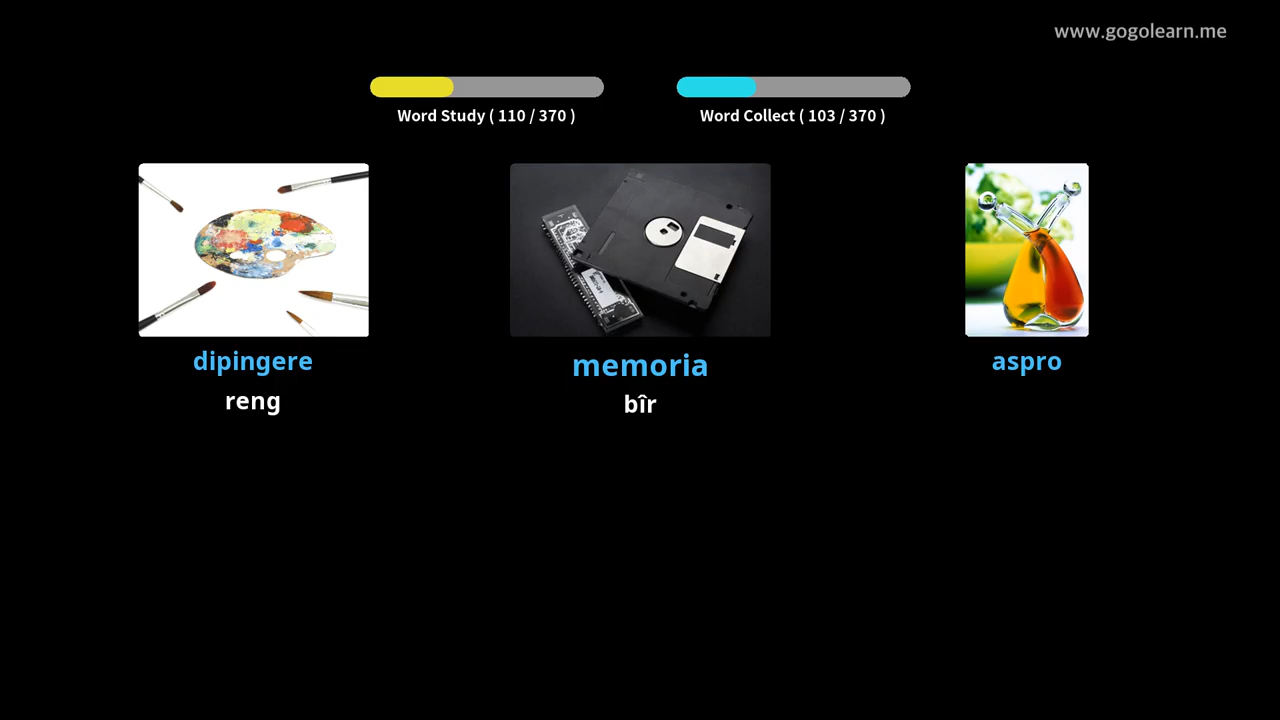 www.gogolearn.me
Word Study ( 110 / 370 )
Word Collect ( 103 / 370 )
dipingere
memoria
aspro
reng
bîr